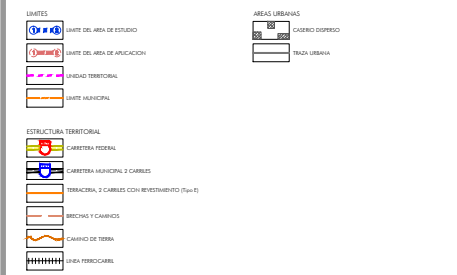 LIMITES
LIMITE DEL AREA DE ESTUDIO
LIMITE DEL AREA DE APLICACION
UNIDAD TERRITORIAL
LIMITE MUNICIPAL
AREAS URBANAS
CASERIO DISPERSO
TRAZA URBANA
ESTRUCTURA TERRITORIAL
CARRETERA FEDERAL
CARRETERA MUNICIPAL 2 CARRILES
TERRACERIA, 2 CARRILES CON REVESTIMIENTO (Tipo E)
BRECHAS Y CAMINOS
CAMINO DE TIERRA
LINEA FERROCARRIL